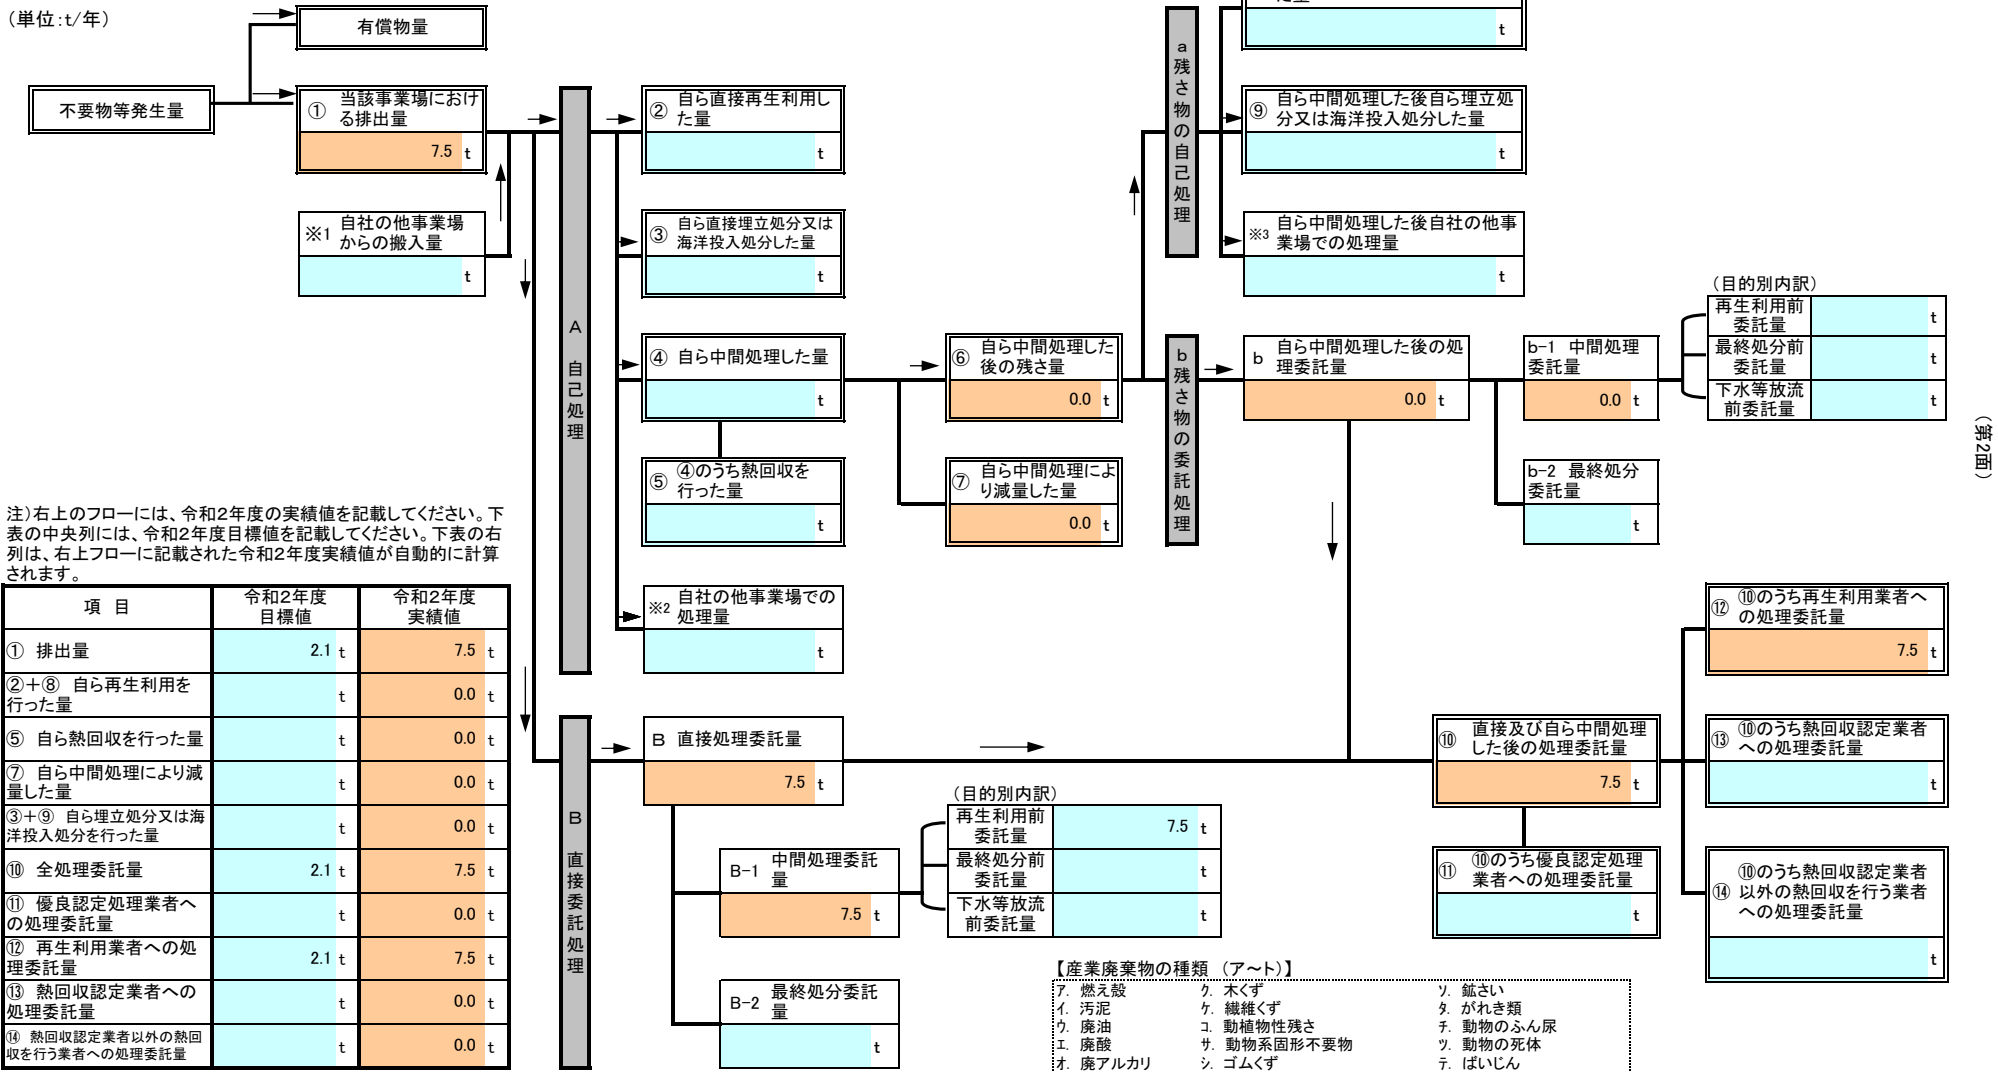 （単位：t/年）
有償物量
不要物等発生量
① 当該事業場におけ
る排出量
7.5 t
※1 自社の他事業場
からの搬入量
t
A 自己処理
② 自ら直接再生利用し
た量
t
③ 自ら直接埋立処分又は
海洋投入処分した量
t
④ 自ら中間処理した量
t
⑤ ④のうち熱回収を
行った量
t
※2 自社の他事業場での
処理量
t
⑥ 自ら中間処理した
後の残さ量
0.0 t
⑦ 自ら中間処理によ
り減量した量
0.0 t
a 残さ物の自己処理
t
⑨ 自ら中間処理した後自ら埋立処
分又は海洋投入処分した量
t
※3 自ら中間処理した後自社の他事
業場での処理量
t
b 残さ物の委託処理
b 自ら中間処理した後の処
理委託量
0.0 t
b-1 中間処理
委託量
0.0 t
b-2 最終処分
委託量
t
（目的別内訳）
再生利用前
委託量
t
最終処分前
委託量
t
下水等放流
前委託量
t
（第2面）
注）右上のフローには、令和２年度の実績値を記載してください。下
表の中央列には、令和２年度目標値を記載してください。下表の右
列は、右上フローに記載された令和２年度実績値が自動的に計算
されます。
項 目
令和２年度
目標値
令和２年度
実績値
① 排出量 2.1 t 7.5 t
②＋⑧ 自ら再生利用を
行った量 t 0.0 t
⑤ 自ら熱回収を行った量 t 0.0 t
⑦ 自ら中間処理により減
量した量 t 0.0 t
③＋⑨ 自ら埋立処分又は海
洋投入処分を行った量 t 0.0 t
⑩ 全処理委託量 2.1 t 7.5 t
⑪ 優良認定処理業者へ
の処理委託量 t 0.0 t
⑫ 再生利用業者への処
理委託量 2.1 t 7.5 t
⑬ 熱回収認定業者への
処理委託量 t 0.0 t
⑭ 熱回収認定業者以外の熱回
収を行う業者への処理委託量 t 0.0 t
B 直接委託処理
B 直接処理委託量
7.5 t
B-1 中間処理委託
量
7.5 t
B-2 最終処分委託
量
t
（目的別内訳）
再生利用前
委託量
7.5 t
最終処分前
委託量
t
下水等放流
前委託量
t
⑩ 直接及び自ら中間処理
した後の処理委託量
7.5 t
⑪ ⑩のうち優良認定処理
業者への処理委託量
t
⑫ ⑩のうち再生利用業者へ
の処理委託量
7.5 t
⑬ ⑩のうち熱回収認定業者
への処理委託量
t
⑭ ⑩のうち熱回収認定業者
以外の熱回収を行う業者
への処理委託量
t
【産業廃棄物の種類 （ア～ト）】
ｱ. 燃え殻 ｸ. 木くず ｿ. 鉱さい
ｲ. 汚泥 ｹ. 繊維くず ﾀ. がれき類
ｳ. 廃油 ｺ. 動植物性残さ ﾁ. 動物のふん尿
ｴ. 廃酸 ｻ. 動物系固形不要物 ﾂ. 動物の死体
ｵ. 廃アルカリ ｼ. ゴムくず ﾃ. ばいじん